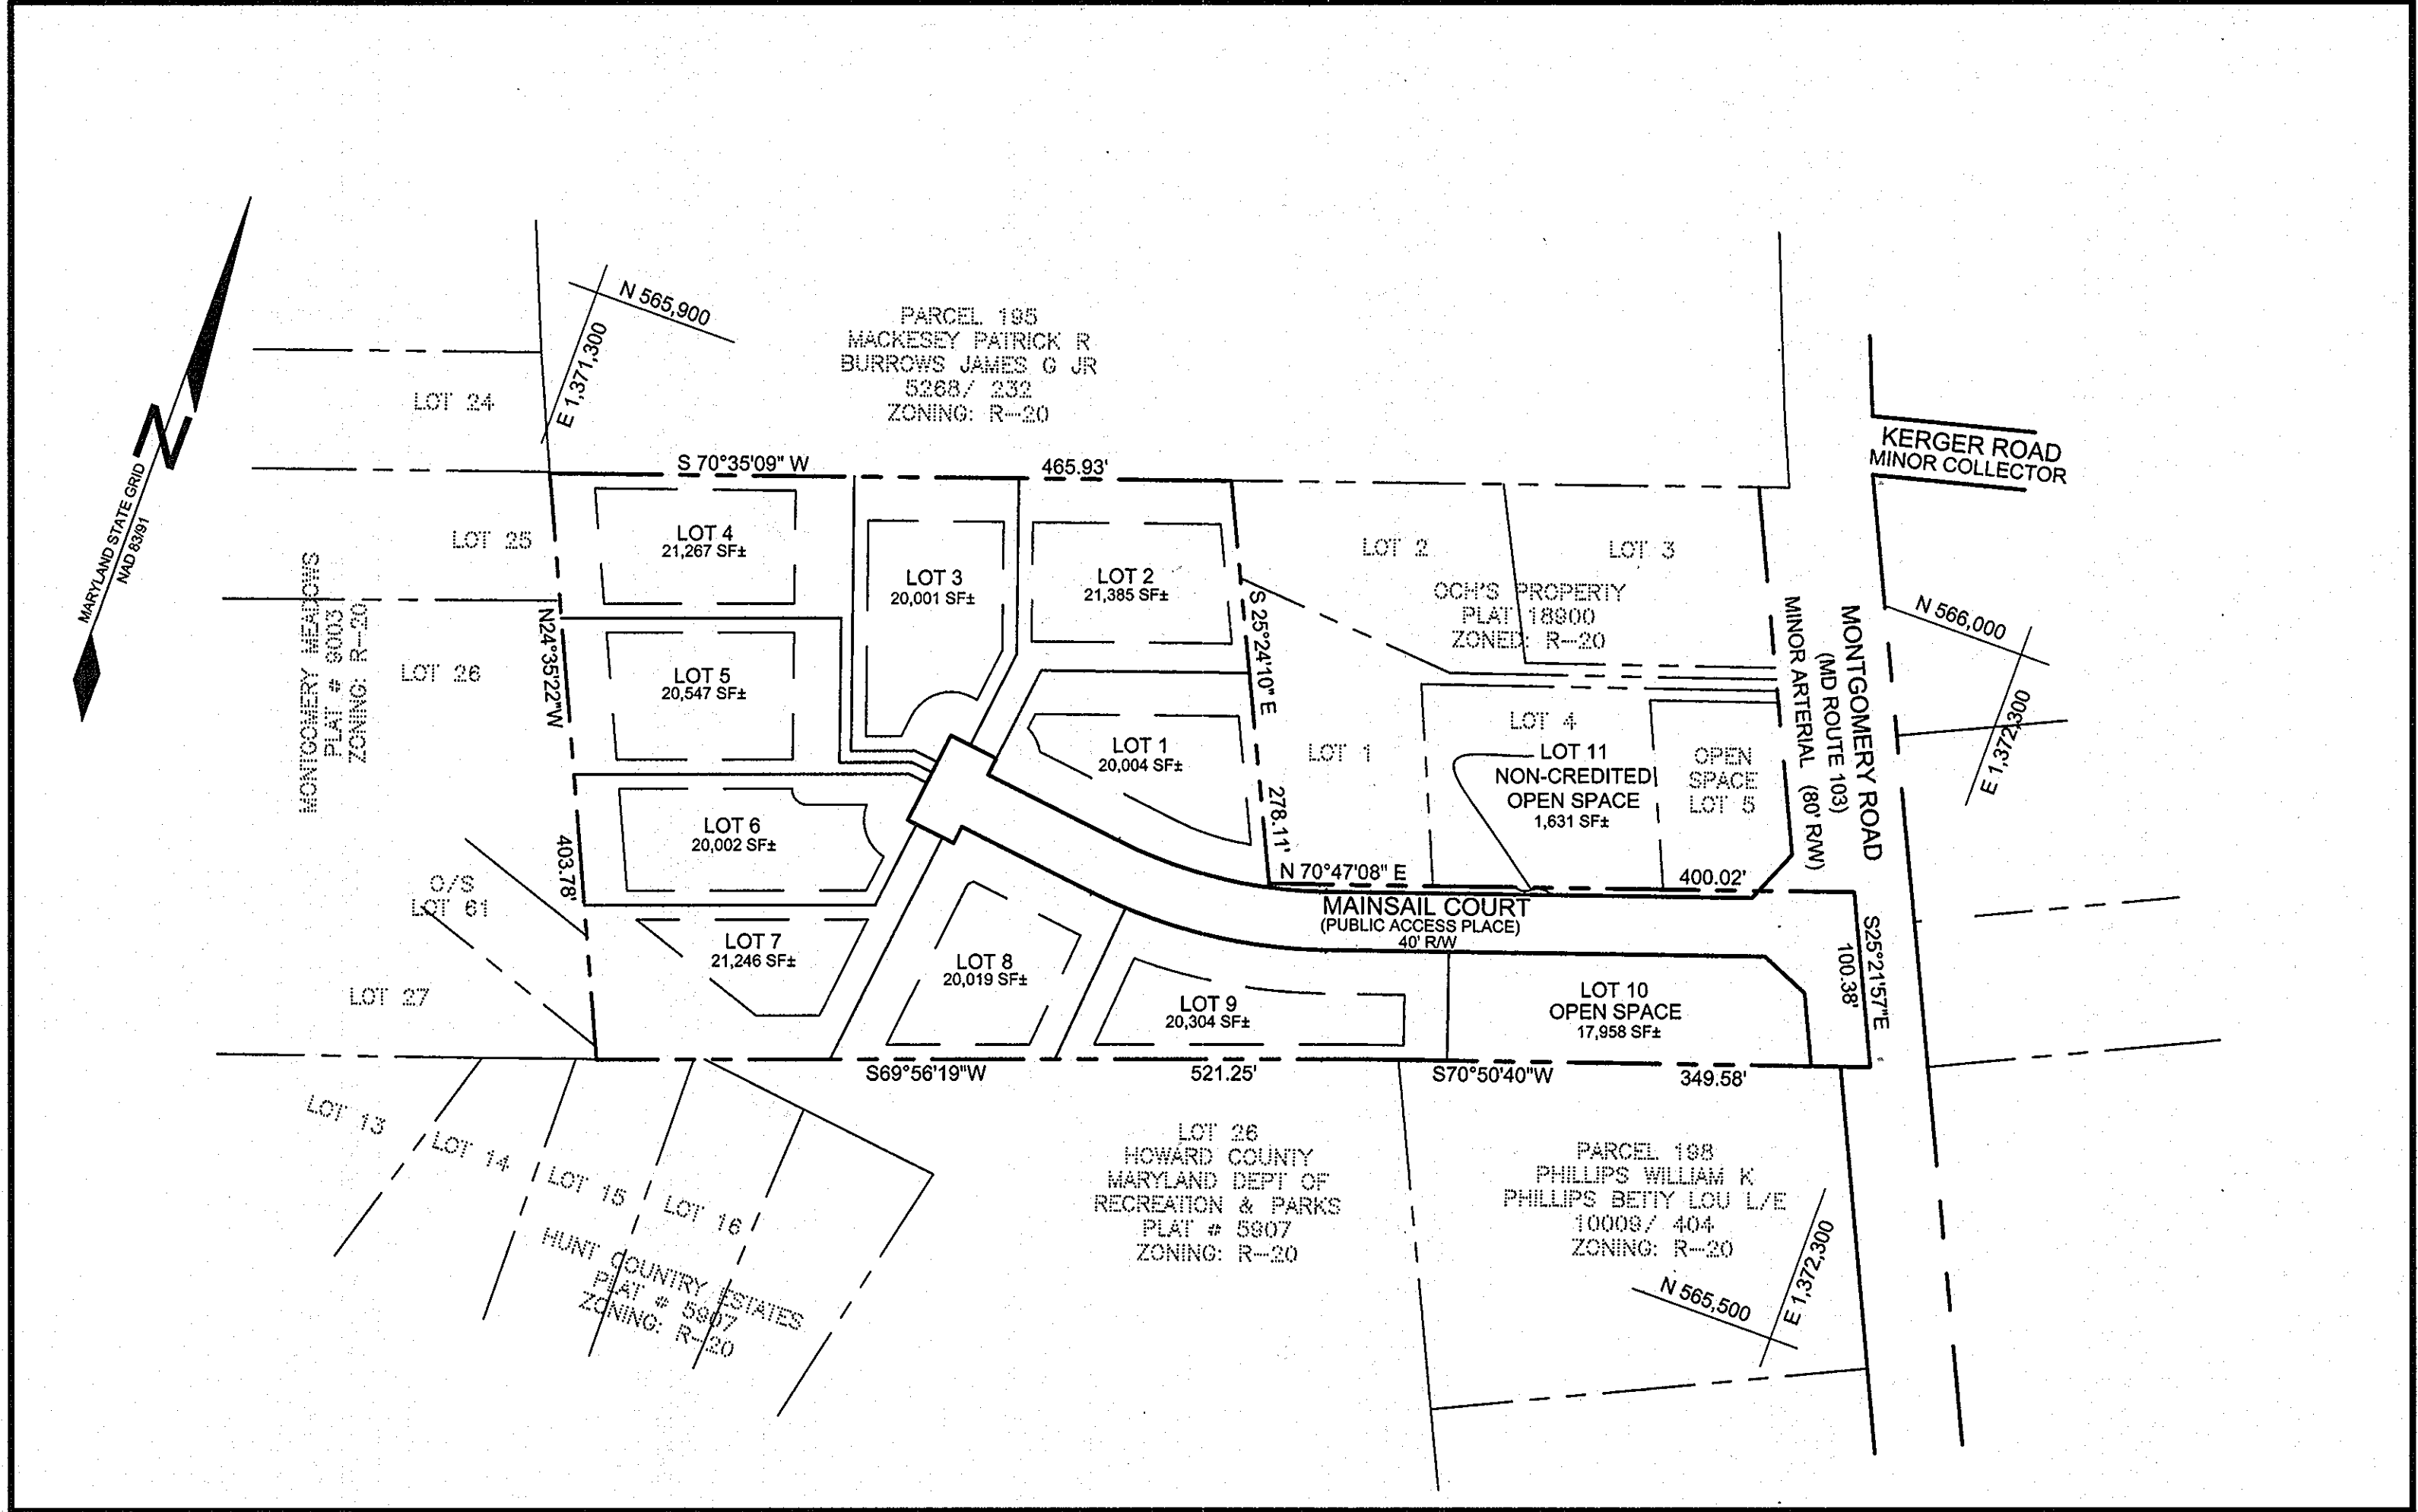 N 565,900
E 1,371,300
PARCEL 195
MACKESEY PATRICK R
BURROWS JAMES G JR
5268/ 232
ZONING: R-20
N
MARYLAND STATE GRID
NAD 83/91
LOT 24
KERGER ROAD
MINOR COLLECTOR
S 70°35'09" W
465.93'
LOT 25
LOT 4
21,267 SF±
LOT 3
20,001 SF±
LOT 2
21,385 SF±
S 25°24'10" E
278.11'
LOT 2
LOT 3
OCH'S PROPERTY
PLAT 18900
ZONED: R-20
N 566,000
E 1,372,300
MONTGOMERY ROAD
(MD ROUTE 103)
MINOR ARTERIAL (80' R/W)
MONTGOMERY MEADOWS
PLAT # 6003
ZONING: R-20
LOT 26
N24°35'22"W
403.78'
LOT 5
20,547 SF±
LOT 1
20,004 SF±
LOT 1
LOT 4
LOT 11
NON-CREDITED
OPEN SPACE
1,631 SF±
OPEN
SPACE
LOT 5
LOT 6
20,002 SF±
O/S
LOT 61
N 70°47'08" E
400.02'
MAINSAIL COURT
(PUBLIC ACCESS PLACE)
40' R/W
S25°21'57"E
100.38'
LOT 27
LOT 7
21,246 SF±
LOT 8
20,019 SF±
LOT 9
20,304 SF±
LOT 10
OPEN SPACE
17,958 SF±
S69°56'19"W
521.25'
S70°50'40"W
349.58'
LOT 13
LOT 14
LOT 15
LOT 16
HUNT COUNTRY ESTATES
PLAT # 5907
ZONING: R-20
LOT 26
HOWARD COUNTY
MARYLAND DEPT OF
RECREATION & PARKS
PLAT # 5907
ZONING: R-20
PARCEL 198
PHILLIPS WILLIAM K
PHILLIPS BETTY LOU L/E
10009/ 404
ZONING: R-20
N 565,500
E 1,372,300